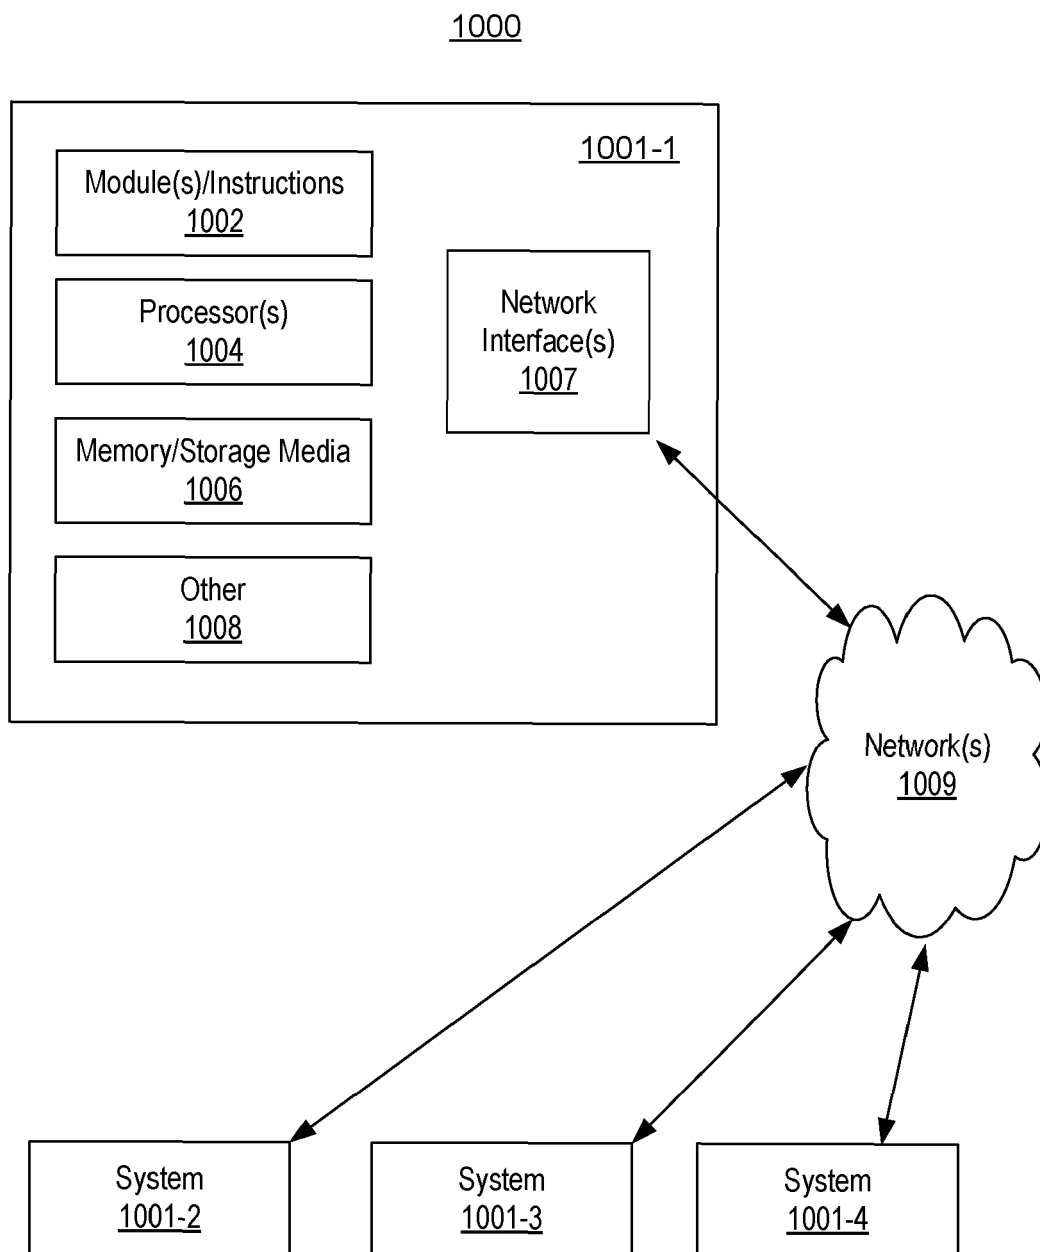 1000
1001-1
Module(s)/Instructions
1002
Processor(s)
1004
Memory/Storage Media
1006
Other
1008
Network
Interface(s)
1007
Network(s)
1009
System
1001-2
System
1001-3
System
1001-4